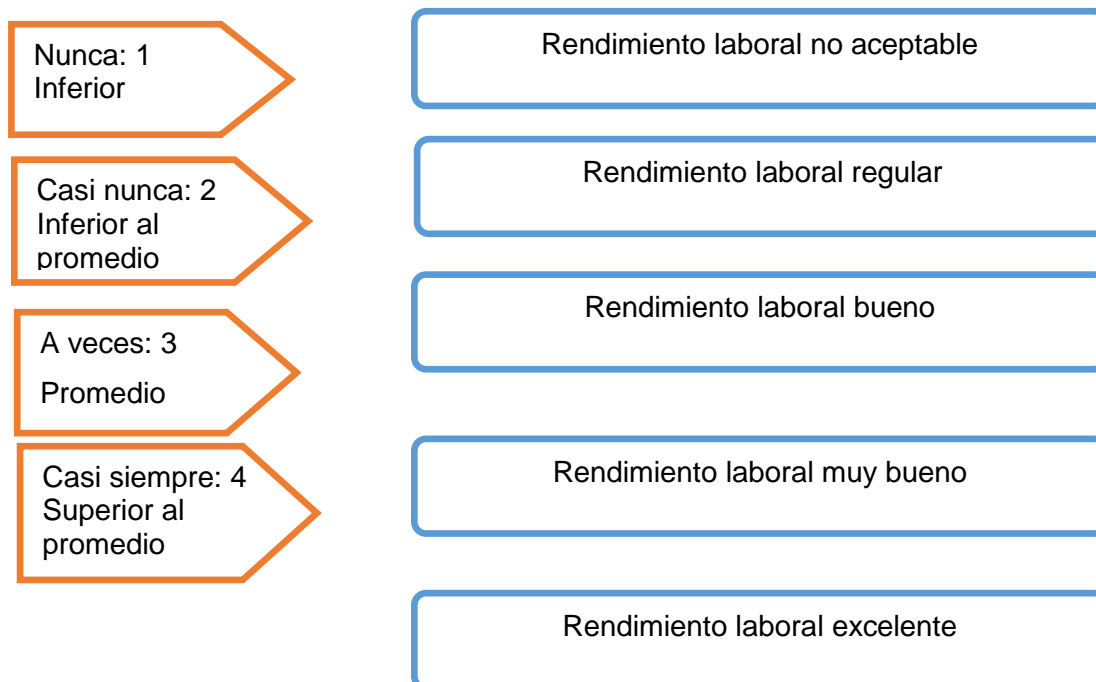 Nunca: 1
Inferior
Rendimiento laboral no aceptable
Casi nunca: 2
Inferior al
promedio
Rendimiento laboral regular
A veces: 3
Promedio
Rendimiento laboral bueno
Casi siempre: 4
Superior al
promedio
Rendimiento laboral muy bueno
Rendimiento laboral excelente